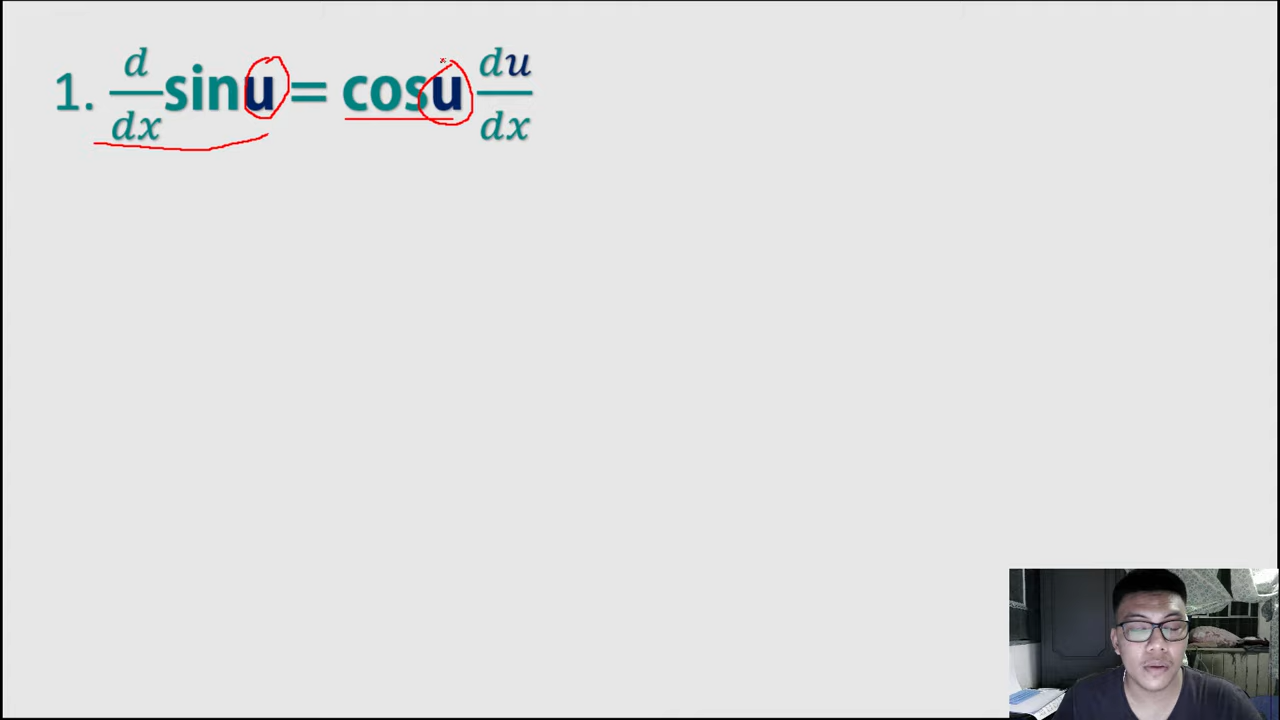 1. d/dx sinu = cosu du/dx